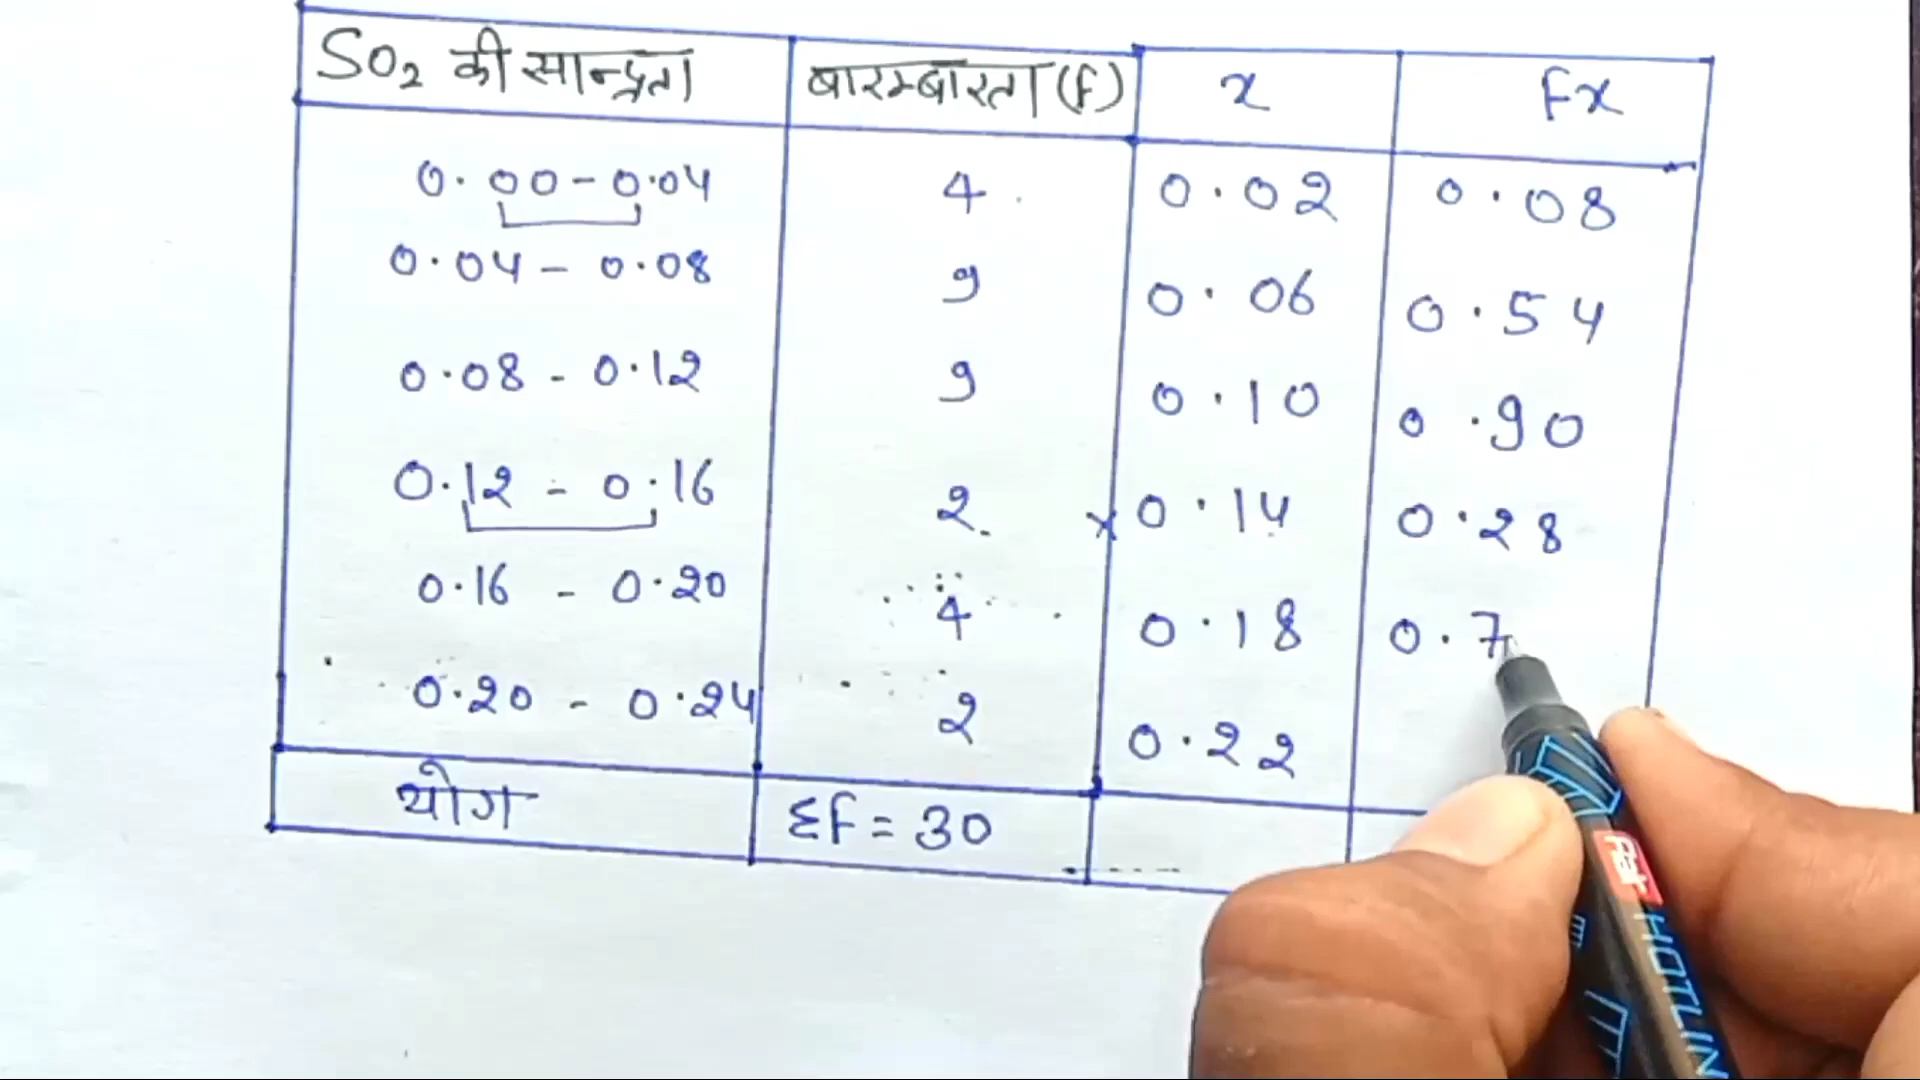 SO₂ की सान्द्रता बारम्बारता (f) x Fx
0.00-0.04 4 0.02 0.08
0.04 - 0.08 9 0.06 0.54
0.08 - 0.12 9 0.10 0.90
0.12 - 0.16 2 x 0.14 0.28
0.16 - 0.20 4 0.18 0.7
0.20 - 0.24 2 0.22
योग Σf = 30
HOTLIN